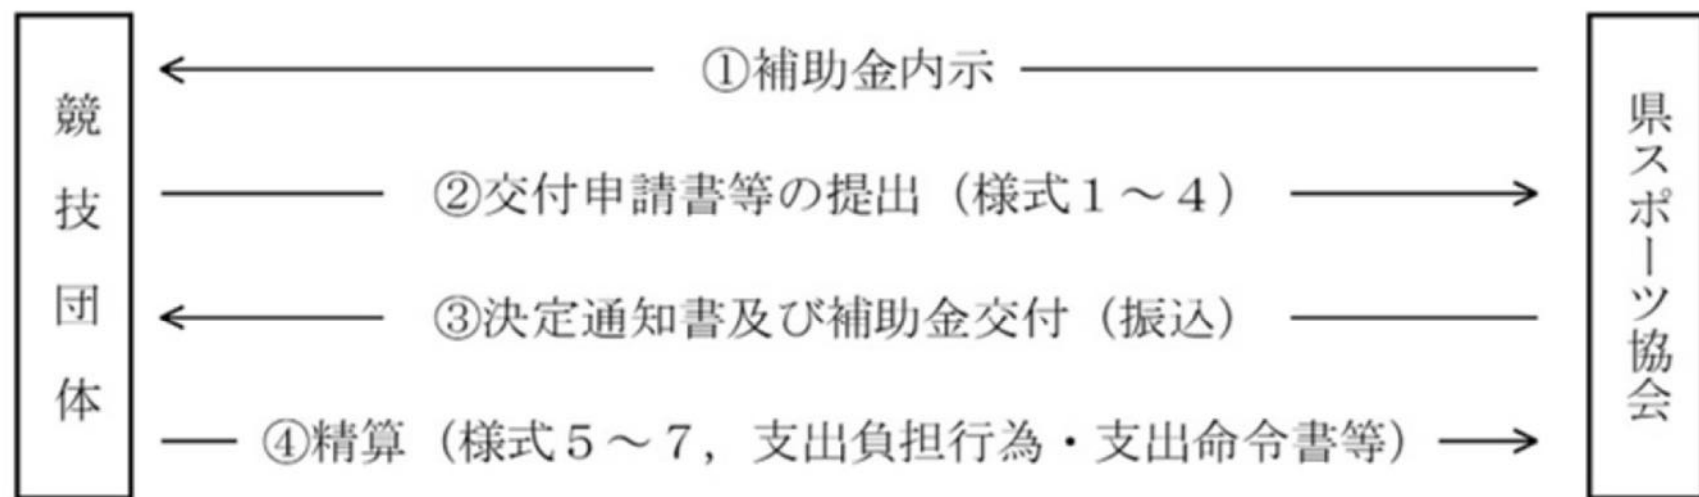 競技団体
①補助金内示
②交付申請書等の提出（様式１～４）
③決定通知書及び補助金交付（振込）
④精算（様式５～７，支出負担行為・支出命令書等）
県スポーツ協会